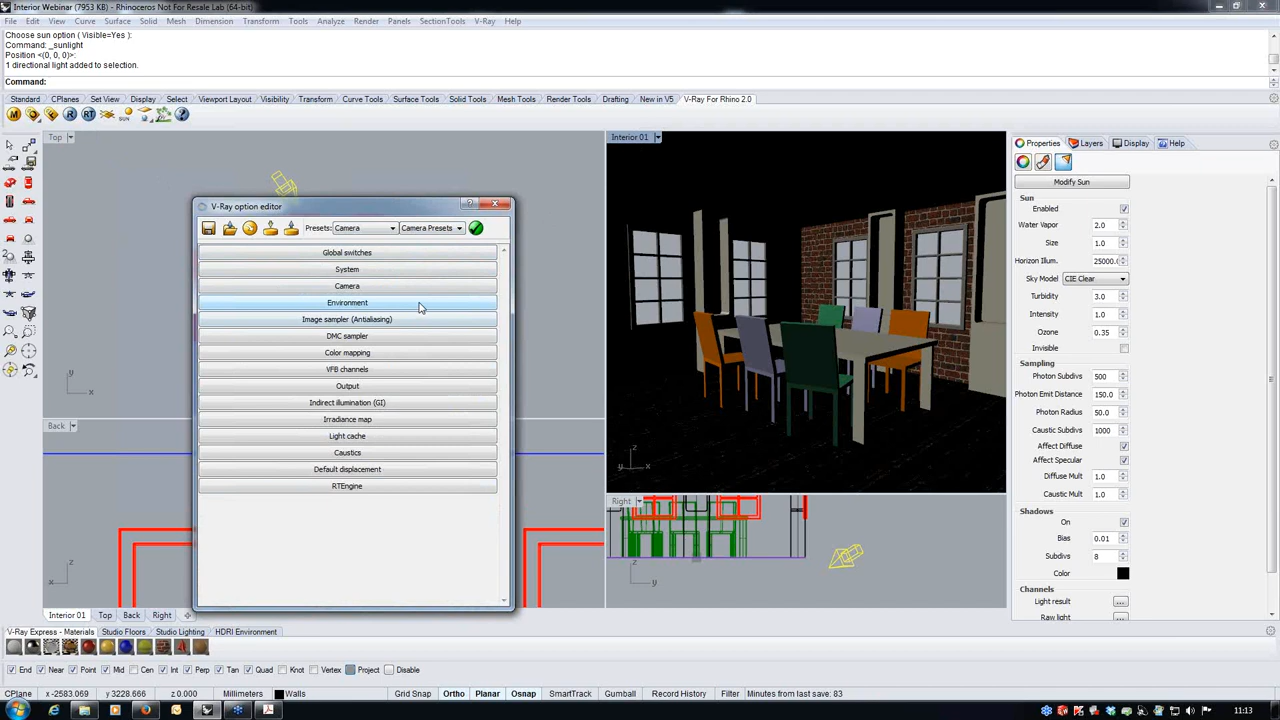 Interior Webinar (7953 KB) - Rhinoceros Not For Resale Lab (64-bit)
File Edit View Curve Surface Solid Mesh Dimension Transform Tools Analyze Render Panels SectionTools V-Ray Help
Choose sun option ( Visible=Yes ):
Command: _sunlight
Position <(0, 0, 0)>:
1 directional light added to selection.
Command:
Standard CPlanes Set View Display Select Viewport Layout Visibility Transform Curve Tools Surface Tools Solid Tools Mesh Tools Render Tools Drafting New in V5 V-Ray For Rhino 2.0
M R RT SUN
Top
Interior 01
Properties Layers Display Help
Modify Sun
Sun
Enabled
Water Vapor 2.0
Size 1.0
Horizon Illum. 25000.(
Sky Model CIE Clear
Turbidity 3.0
Intensity 1.0
Ozone 0.35
Invisible
Sampling
Photon Subdivs 500
Photon Emit Distance 150.0
Photon Radius 50.0
Caustic Subdivs 1000
Affect Diffuse
Affect Specular
Diffuse Mult 1.0
Caustic Mult 1.0
Shadows
On
Bias 0.01
Subdivs 8
Color
Channels
Light result ...
Raw light ...
V-Ray option editor
Presets: Camera Camera Presets
Global switches
System
Camera
Environment
Image sampler (Antialiasing)
DMC sampler
Color mapping
VFB channels
Output
Indirect illumination (GI)
Irradiance map
Light cache
Caustics
Default displacement
RTEngine
y x
z y x
Back
z x
Right
z y
Interior 01 Top Back Right
V-Ray Express - Materials Studio Floors Studio Lighting HDRI Environment
End Near Point Mid Cen Int Perp Tan Quad Knot Vertex Project Disable
CPlane x -2583.069 y 3228.666 z 0.000 Millimeters Walls Grid Snap Ortho Planar Osnap SmartTrack Gumball Record History Filter Minutes from last save: 83
11:13